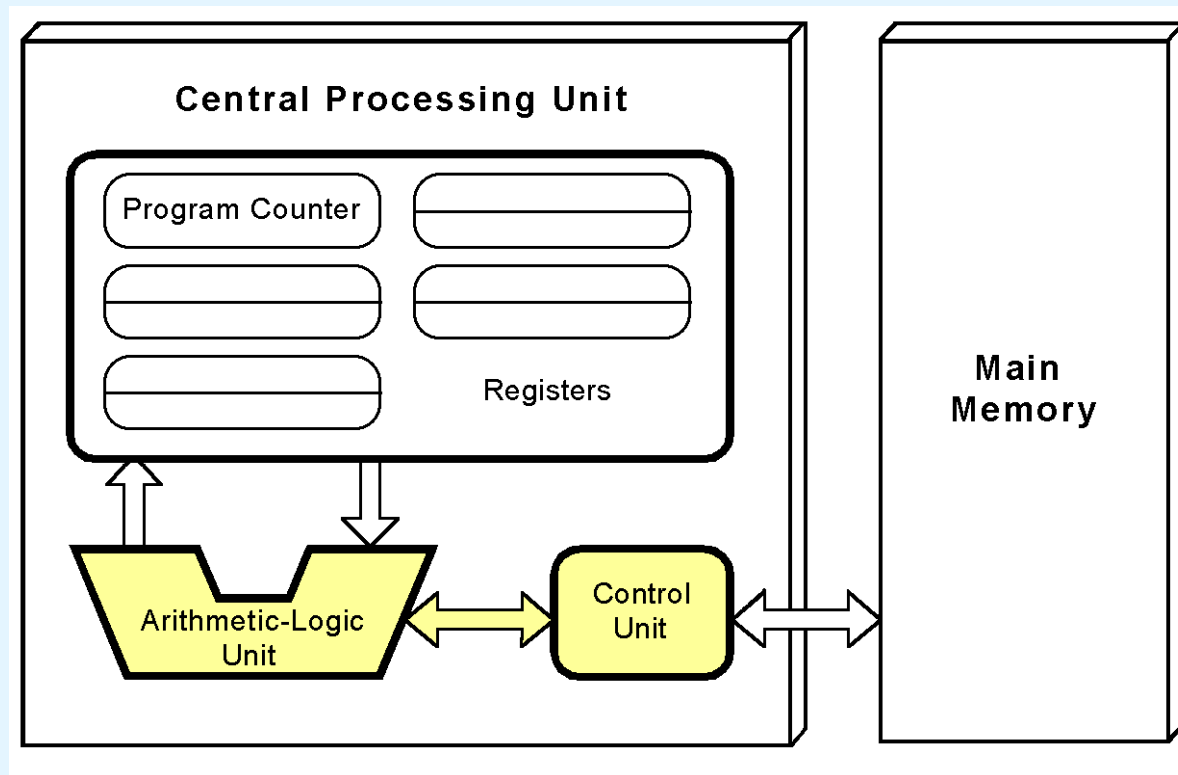 Central Processing Unit
Program Counter
Registers
Arithmetic-Logic
Unit
Control
Unit
Main
Memory